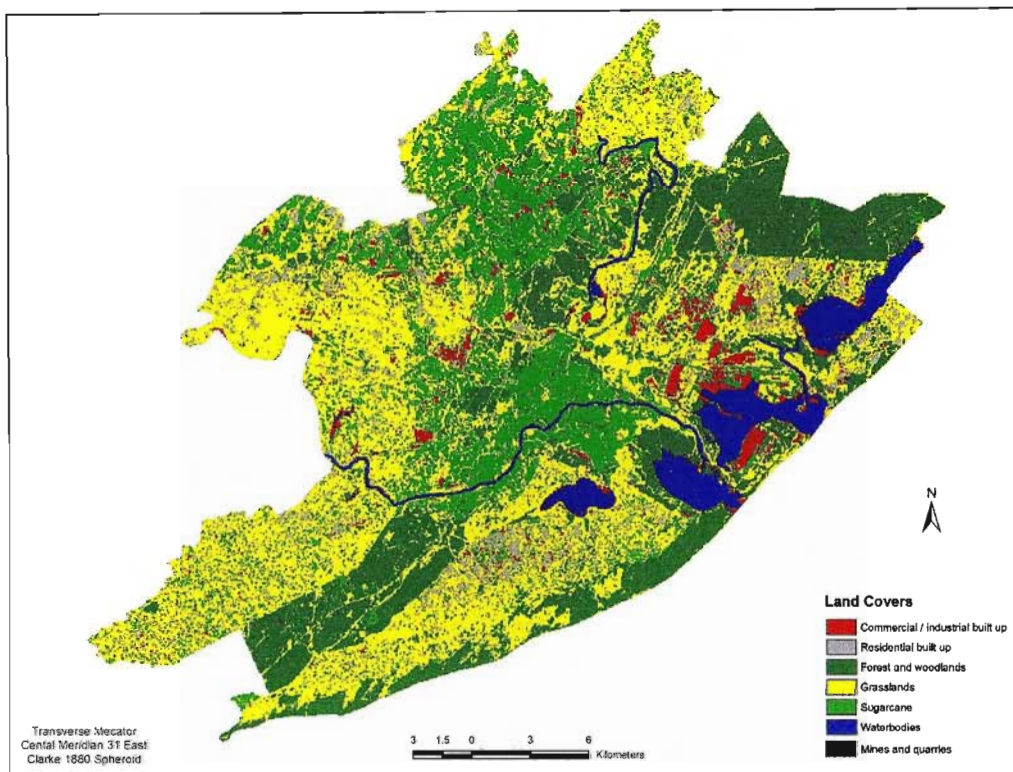 N
Land Covers
Commercial / industrial built up
Residential built up
Forest and woodlands
Grasslands
Sugarcane
Waterbodies
Mines and quarries
Transverse Mecator
Cental Meridian 31 East
Clarke 1880 Spheroid
3 1.5 0 3 6
Kilometers